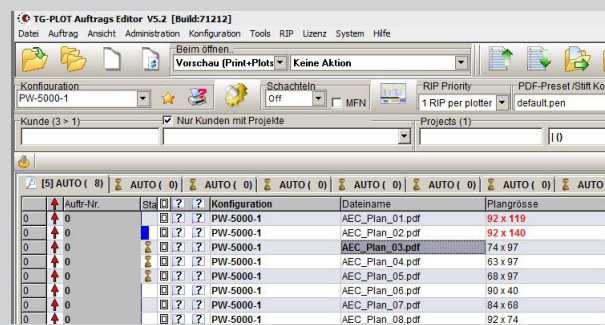 TG-PLOT Auftrags Editor V5.2 [Build:71212]
Datei Auftrag Ansicht Administration Konfiguration Tools RIP Lizenz System Hilfe
Beim öffnen..
Vorschau (Print+Plots Keine Aktion
Konfiguration Schachteln RIP Priority PDF-Preset /Stift Ko
PW-5000-1 Off MFN 1 RIP per plotter default.pen
Kunde (3 > 1) Nur Kunden mit Projekte Projects (1)
| ()
[5] AUTO ( 8) AUTO ( 0) AUTO ( 0) AUTO ( 0) AUTO ( 0) AUTO ( 0) AUTO ( 0) AUTO
Auftr-Nr. Sta ? ? Konfiguration Dateiname Plangrösse
0 0 ? ? PW-5000-1 AEC_Plan_01.pdf 92 x 119
0 0 ? ? PW-5000-1 AEC_Plan_02.pdf 92 x 140
0 0 ? ? PW-5000-1 AEC_Plan_03.pdf 74 x 97
0 0 ? ? PW-5000-1 AEC_Plan_04.pdf 63 x 97
0 0 ? ? PW-5000-1 AEC_Plan_05.pdf 68 x 97
0 0 ? ? PW-5000-1 AEC_Plan_06.pdf 90 x 40
0 0 ? ? PW-5000-1 AEC_Plan_07.pdf 84 x 68
0 0 ? ? PW-5000-1 AEC_Plan_08.pdf 92 x 74